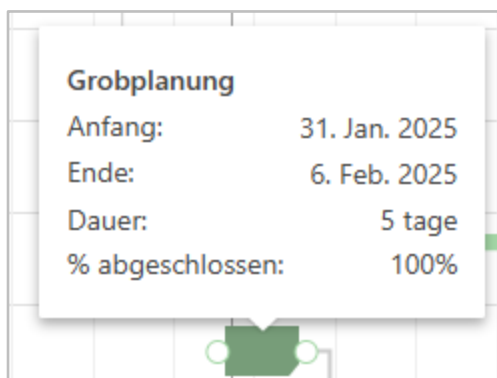 Grobplanung
Anfang: 31. Jan. 2025
Ende: 6. Feb. 2025
Dauer: 5 tage
% abgeschlossen: 100%